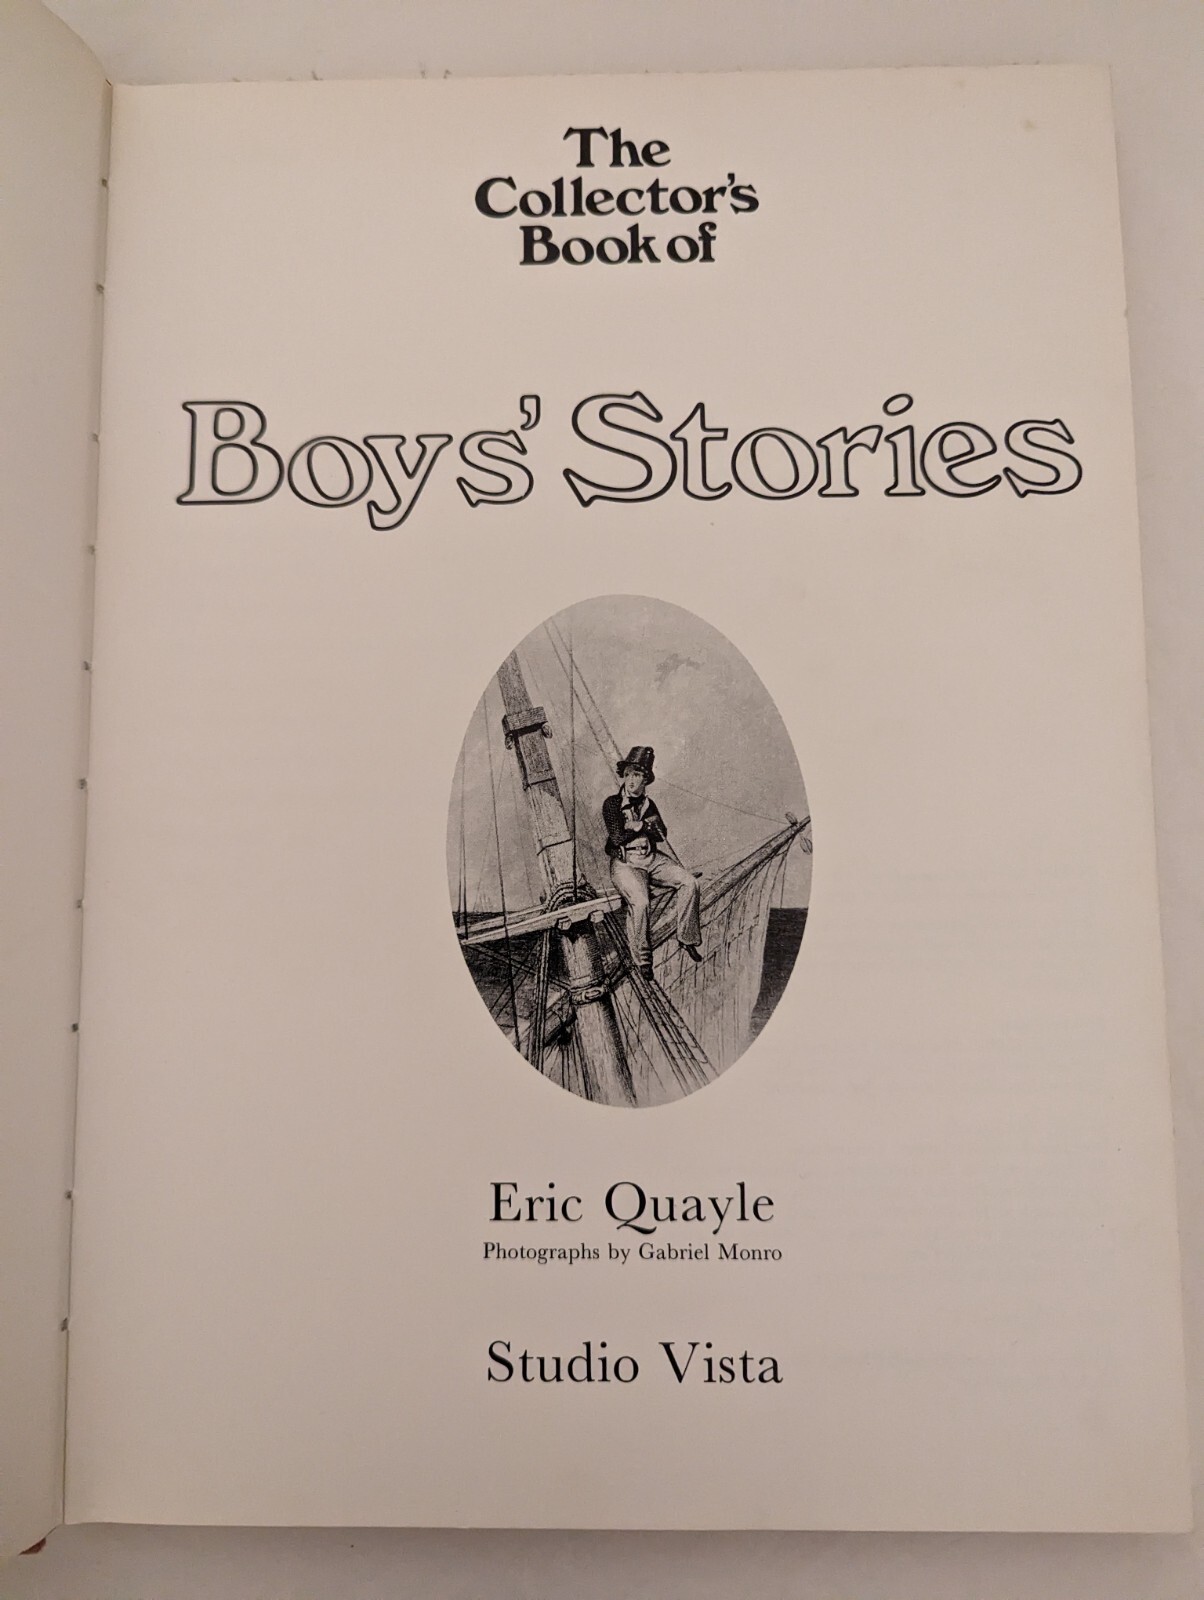 The
Collector's
Book of
Boys' Stories
Eric Quayle
Photographs by Gabriel Monro
Studio Vista